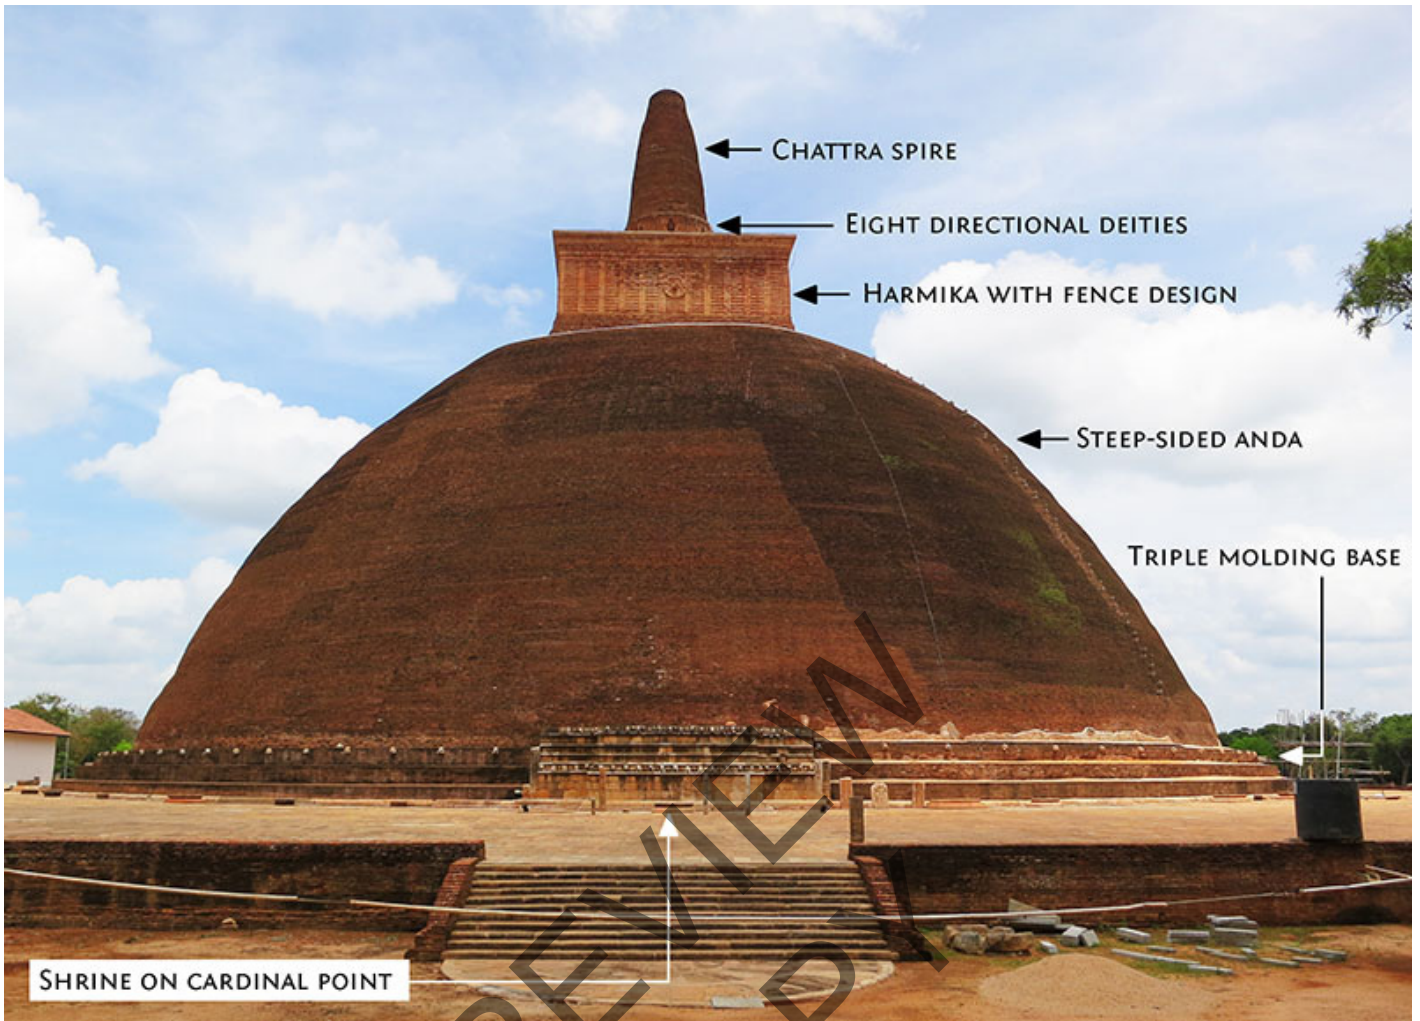 Chattra spire
Eight directional deities
Harmika with fence design
Steep-sided anda
Triple molding base
Shrine on cardinal point
PREVIEW